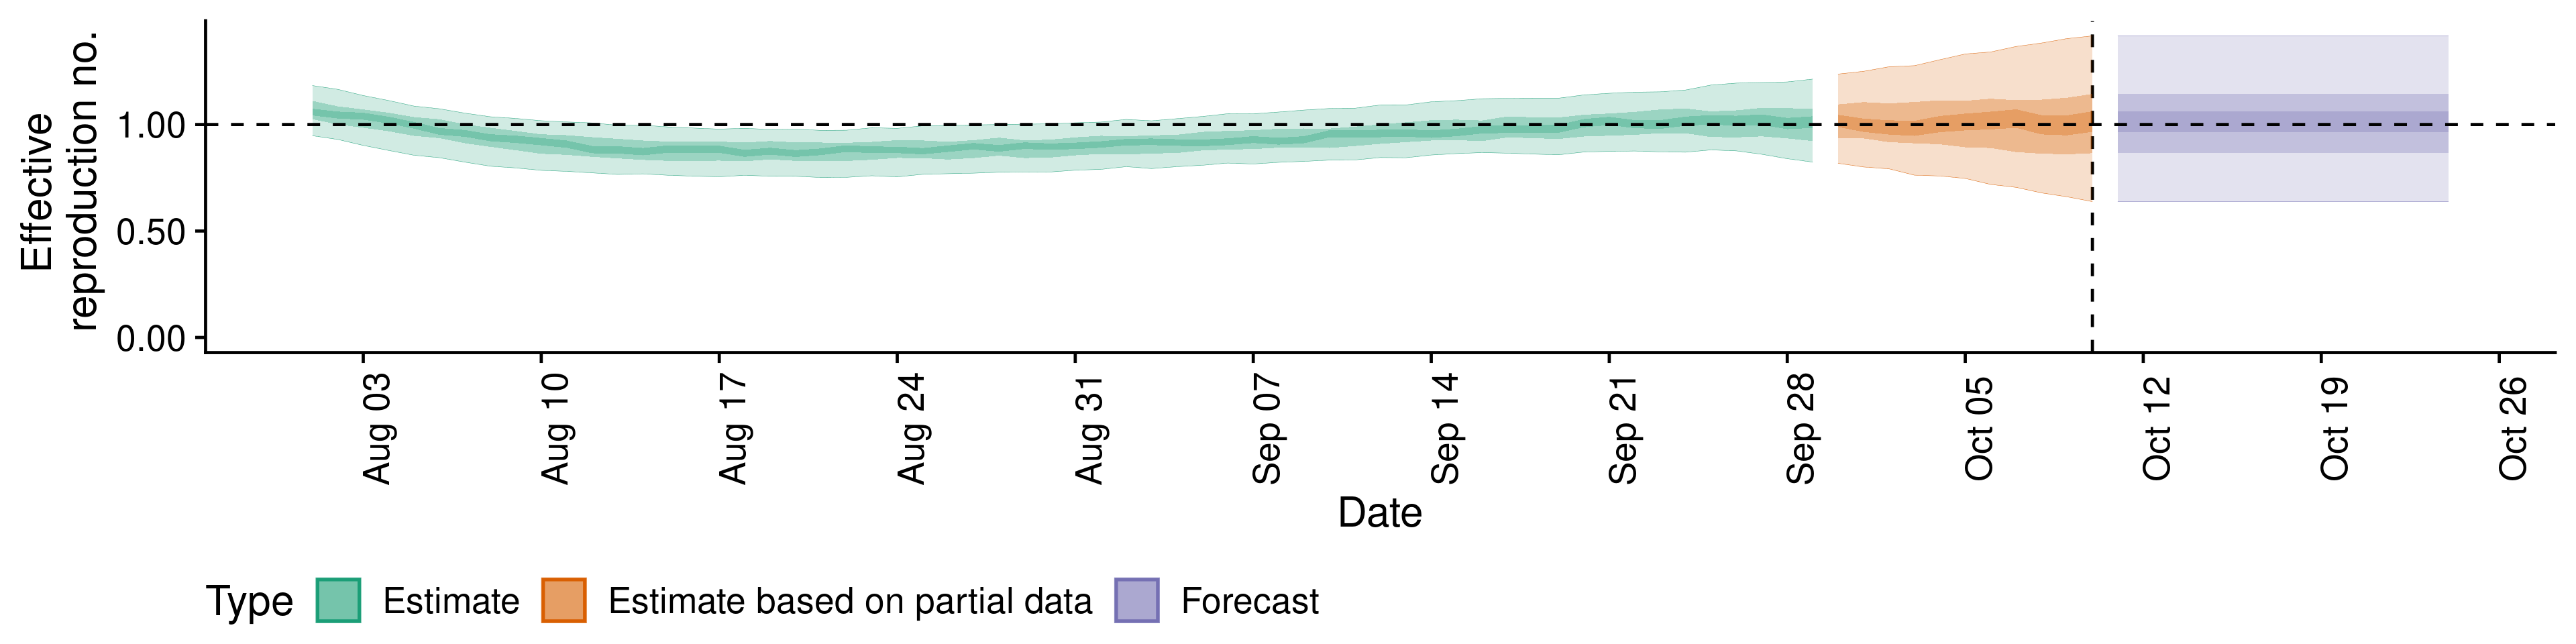 Effective
reproduction no.
1.00
0.50
0.00
Aug 03
Aug 10
Aug 17
Aug 24
Aug 31
Sep 07
Sep 14
Sep 21
Sep 28
Oct 05
Oct 12
Oct 19
Oct 26
Date
Type Estimate Estimate based on partial data Forecast